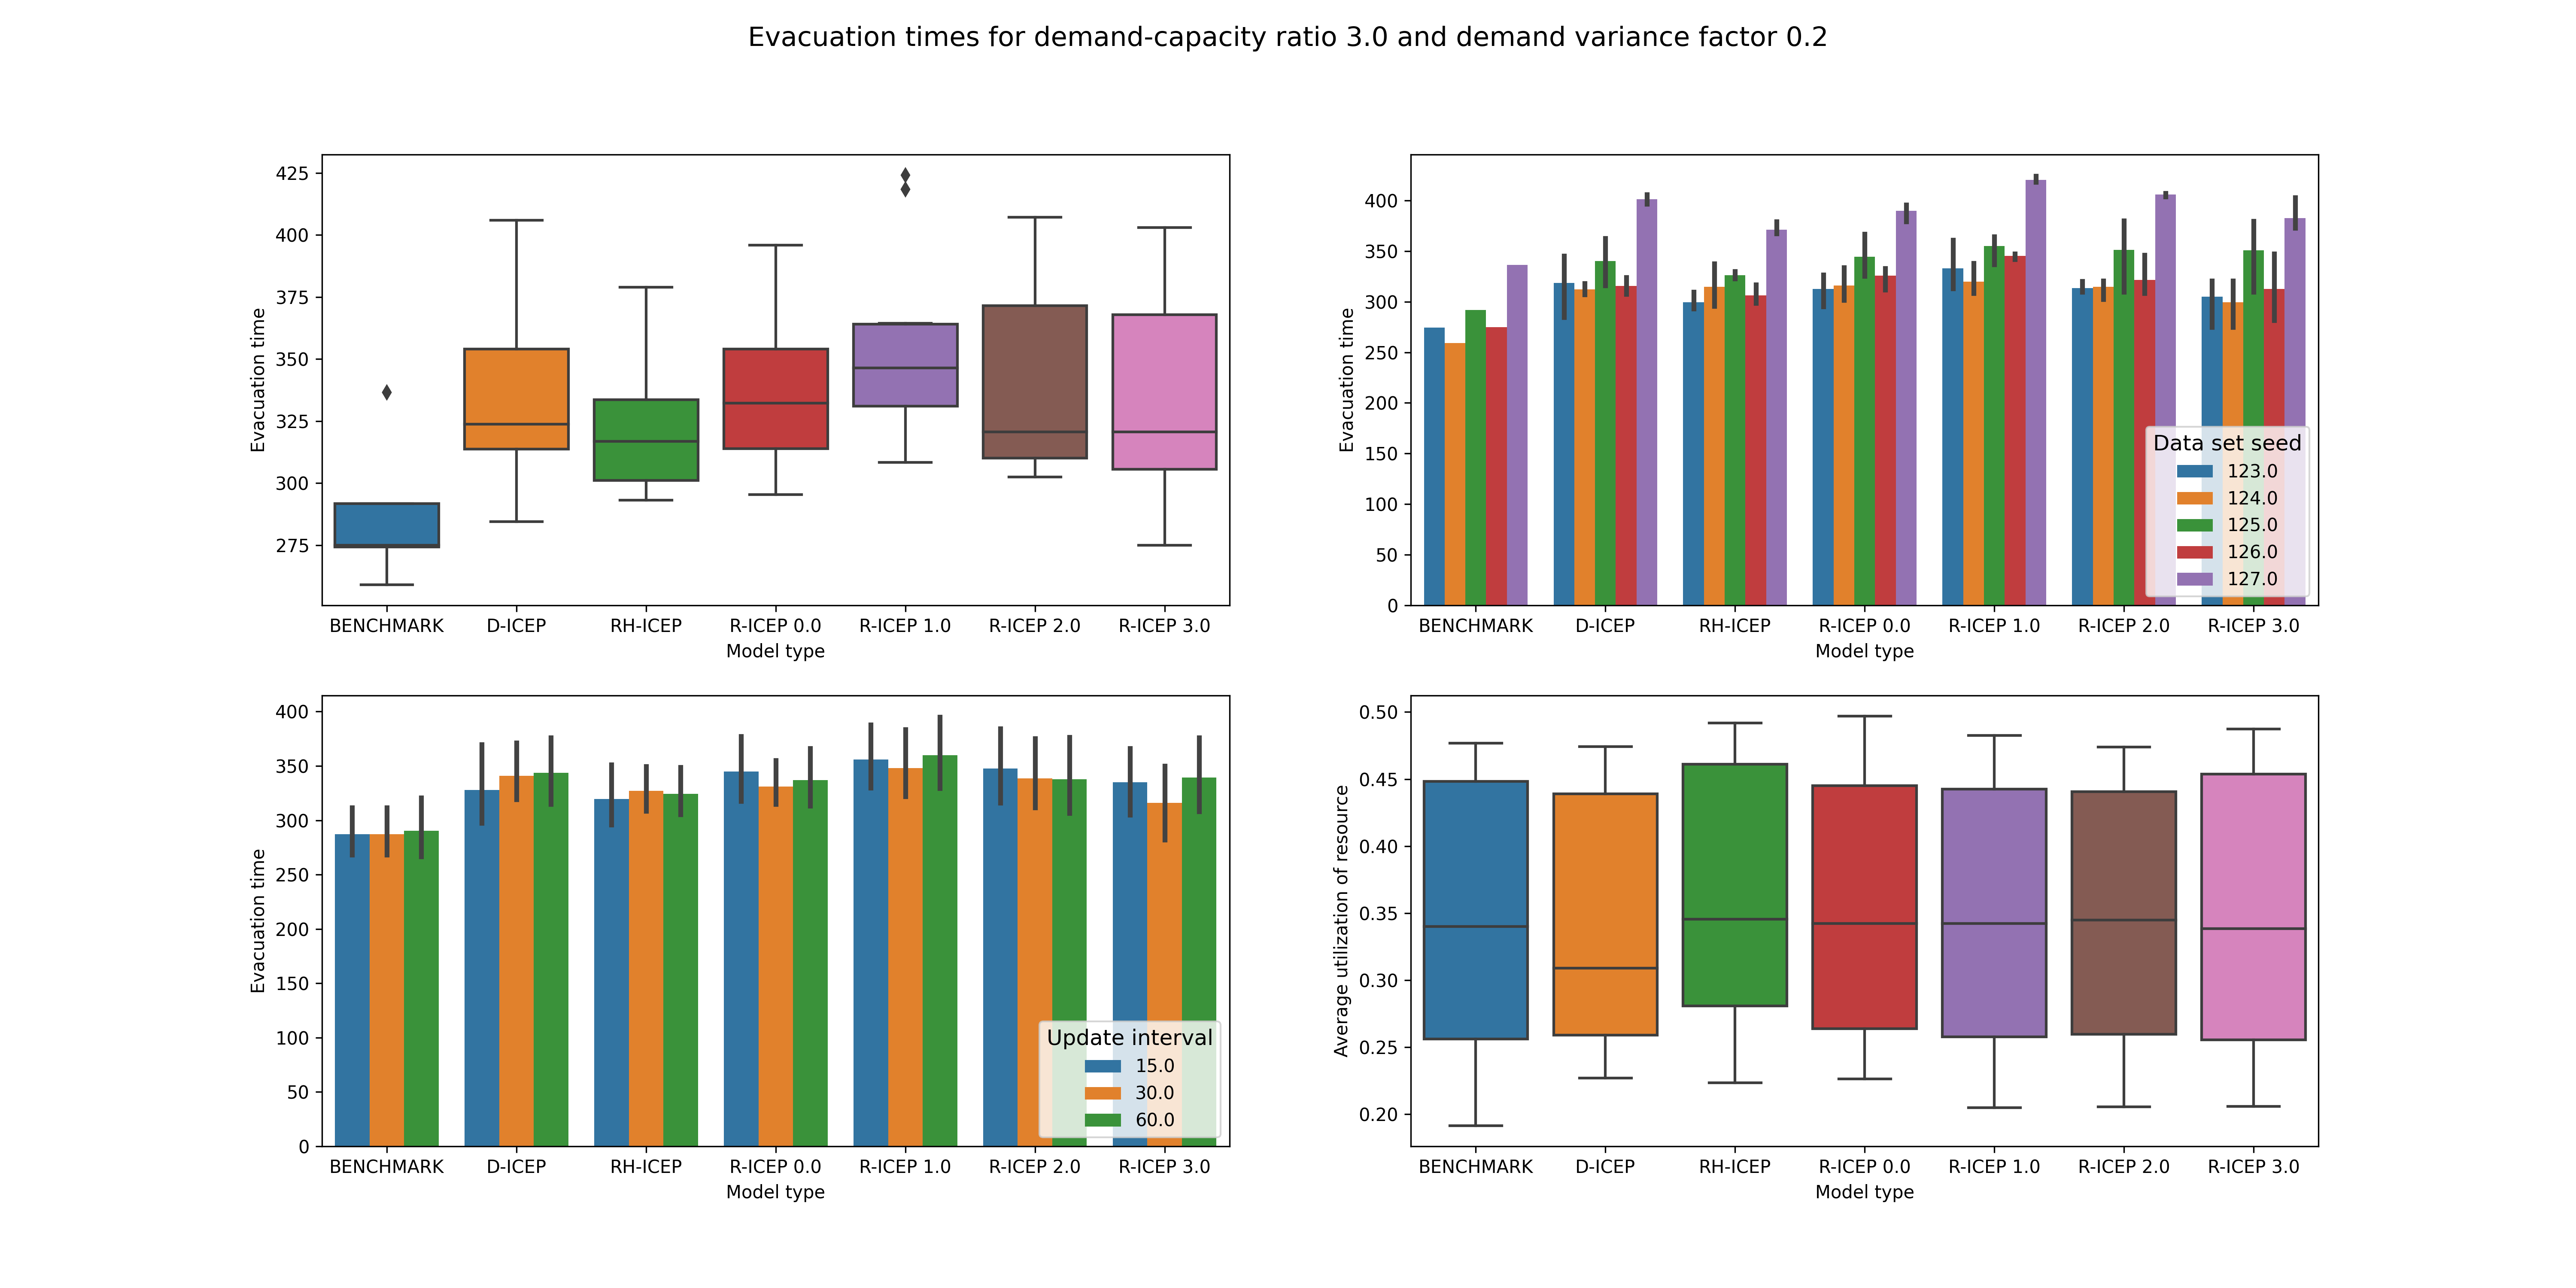 Evacuation times for demand-capacity ratio 3.0 and demand variance factor 0.2
425
400
375
350
325
300
275
Evacuation time
BENCHMARK D-ICEP RH-ICEP R-ICEP 0.0 R-ICEP 1.0 R-ICEP 2.0 R-ICEP 3.0
Model type
400
350
300
250
200
150
100
50
0
Evacuation time
Data set seed
123.0
124.0
125.0
126.0
127.0
BENCHMARK D-ICEP RH-ICEP R-ICEP 0.0 R-ICEP 1.0 R-ICEP 2.0 R-ICEP 3.0
Model type
400
350
300
250
200
150
100
50
0
Evacuation time
Update interval
15.0
30.0
60.0
BENCHMARK D-ICEP RH-ICEP R-ICEP 0.0 R-ICEP 1.0 R-ICEP 2.0 R-ICEP 3.0
Model type
0.50
0.45
0.40
0.35
0.30
0.25
0.20
Average utilization of resource
BENCHMARK D-ICEP RH-ICEP R-ICEP 0.0 R-ICEP 1.0 R-ICEP 2.0 R-ICEP 3.0
Model type